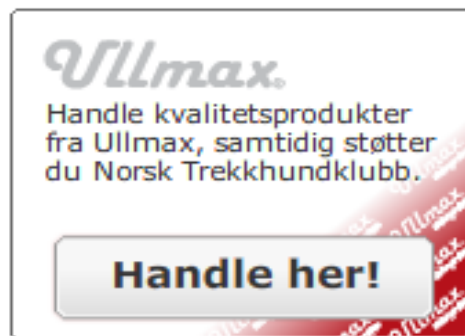 Ullmax
Handle kvalitetsprodukter
fra Ullmax, samtidig støtter
du Norsk Trekkhundklubb.
Handle her!